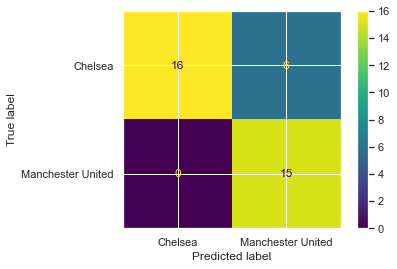 16
Chelsea
16
6
14
12
10
8
True label
6
4
Manchester United
0
15
2
0
Chelsea
Manchester United
Predicted label